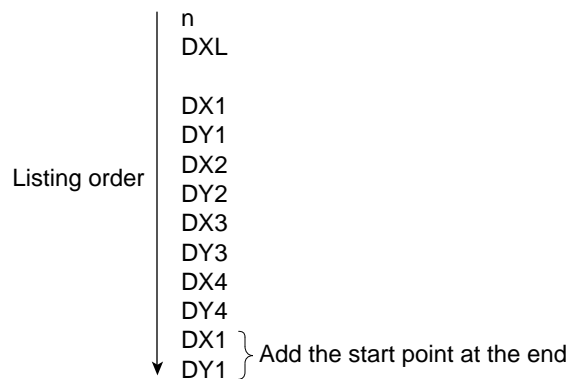 n
DXL
DX1
DY1
DX2
Listing order
DY2
DX3
DY3
DX4
DY4
DX1
Add the start point at the end
DY1